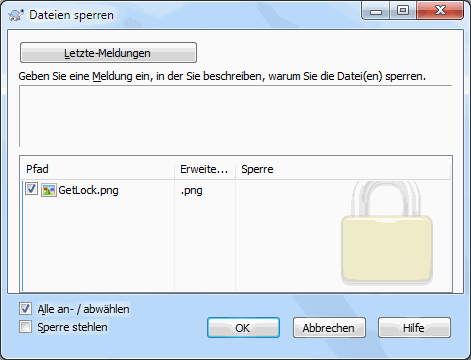 Dateien sperren
Letzte-Meldungen
Geben Sie eine Meldung ein, in der Sie beschreiben, warum Sie die Datei(en) sperren.
Pfad Erweite... Sperre
GetLock.png .png
Alle an- / abwählen
Sperre stehlen
OK Abbrechen Hilfe